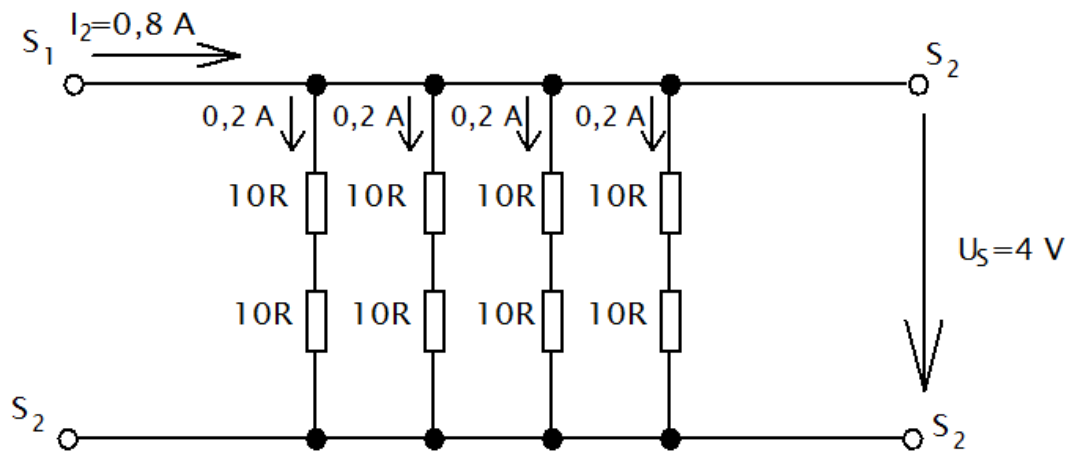 I2=0,8 A
S1
S2
0,2 A 0,2 A 0,2 A 0,2 A
10R 10R 10R 10R
US=4 V
10R 10R 10R 10R
S2
S2